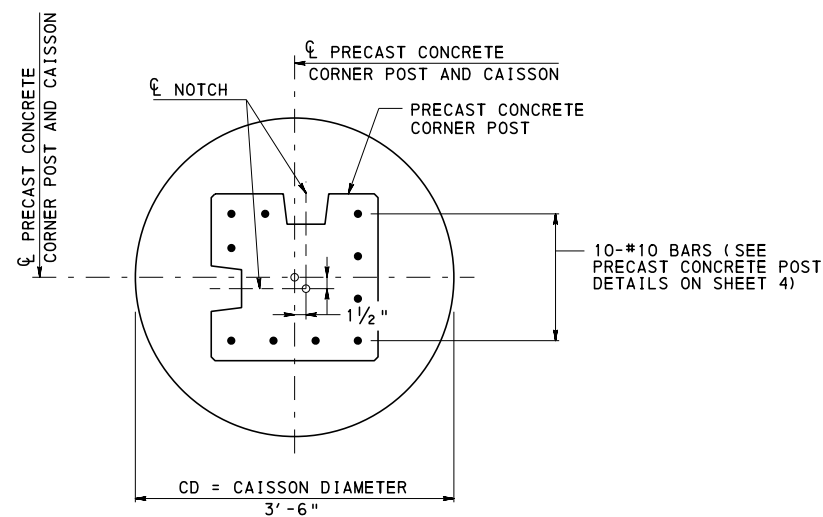 ℄ PRECAST CONCRETE
CORNER POST AND CAISSON
℄ PRECAST CONCRETE
CORNER POST AND CAISSON
℄ NOTCH
PRECAST CONCRETE
CORNER POST
10-#10 BARS (SEE
PRECAST CONCRETE POST
DETAILS ON SHEET 4)
1½"
CD = CAISSON DIAMETER
3'-6"